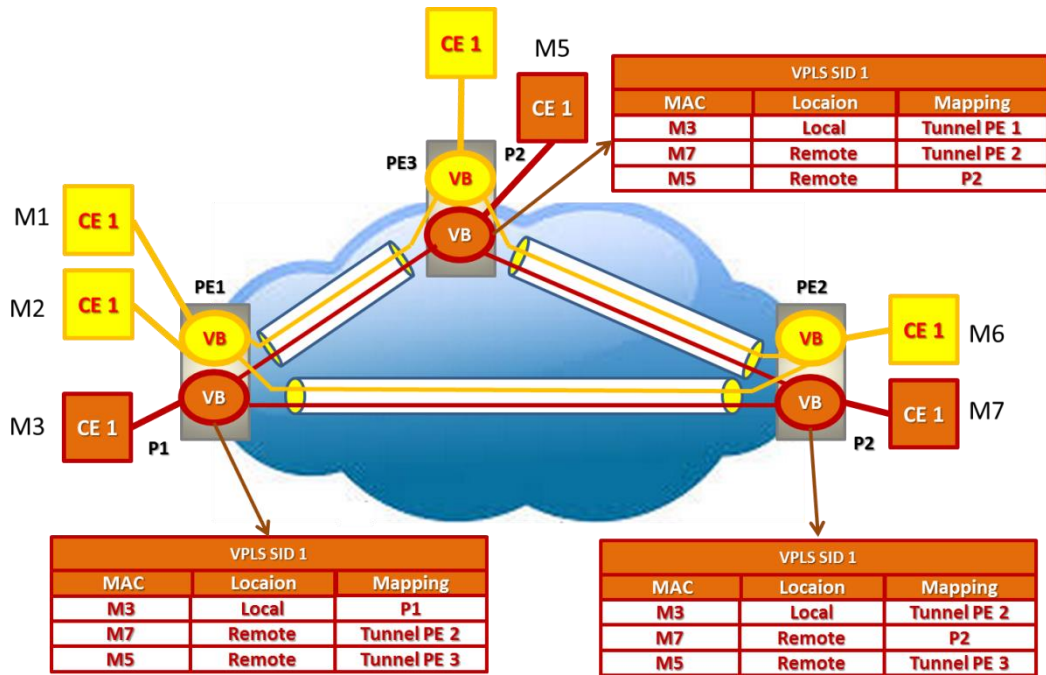 CE 1
M5
CE 1
VPLS SID 1
MAC Locaion Mapping
M3 Local Tunnel PE 1
M7 Remote Tunnel PE 2
M5 Remote P2
PE3
P2
VB
VB
M1
CE 1
M2
CE 1
PE1
VB
VB
M3
CE 1
P1
PE2
VB
VB
CE 1
M6
CE 1
M7
P2
VPLS SID 1
MAC Locaion Mapping
M3 Local P1
M7 Remote Tunnel PE 2
M5 Remote Tunnel PE 3
VPLS SID 1
MAC Locaion Mapping
M3 Local Tunnel PE 2
M7 Remote P2
M5 Remote Tunnel PE 3